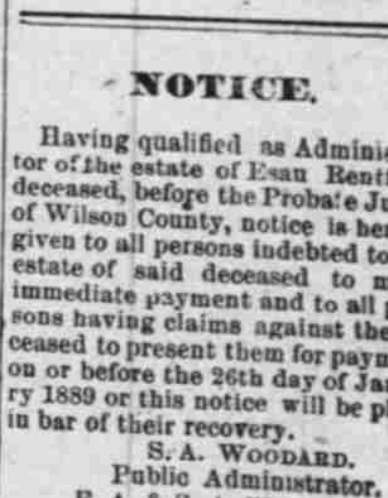 NOTICE.
Having qualified as Adminis
tor of the estate of Esau Rentf
deceased, before the Probate Ju
of Wilson County, notice is her
given to all persons indebted to
estate of said deceased to m
immediate payment and to all p
sons having claims against the
ceased to present them for paym
on or before the 26th day of Ja
ry 1889 or this notice will be pl
in bar of their recovery.
S. A. WOODARD.
Public Administrator.